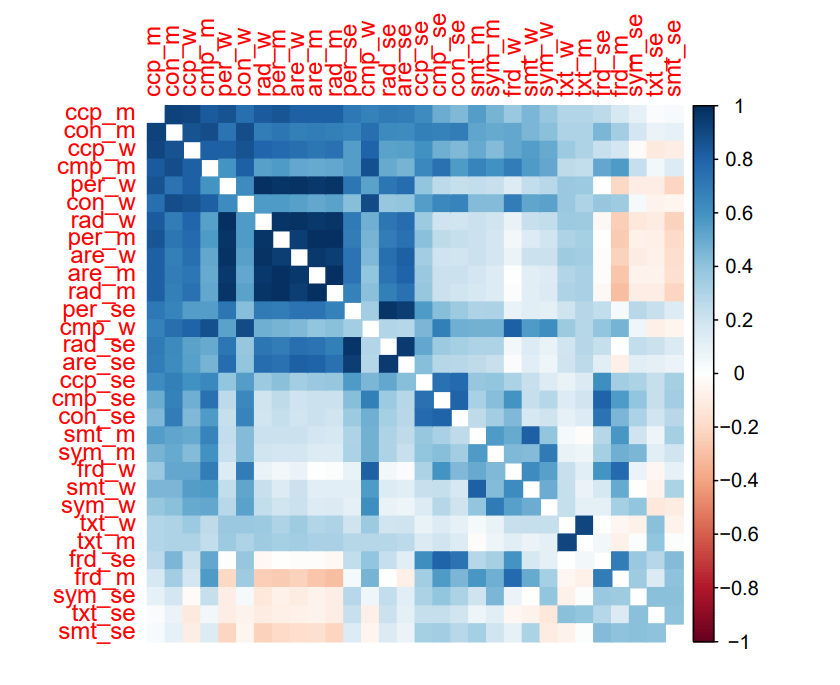 ccp_m con_m ccp_w cmp_m per_w con_w rad_w per_m are_w are_m rad_m per_se cmp_w rad_se are_se ccp_se cmp_se con_se smt_m sym_m frd_w smt_w sym_w txt_w txt_m frd_se frd_m sym_se txt_se smt_se
ccp_m
con_m
ccp_w
cmp_m
per_w
con_w
rad_w
per_m
are_w
are_m
rad_m
per_se
cmp_w
rad_se
are_se
ccp_se
cmp_se
con_se
smt_m
sym_m
frd_w
smt_w
sym_w
txt_w
txt_m
frd_se
frd_m
sym_se
txt_se
smt_se
1
0.8
0.6
0.4
0.2
0
−0.2
−0.4
−0.6
−0.8
−1